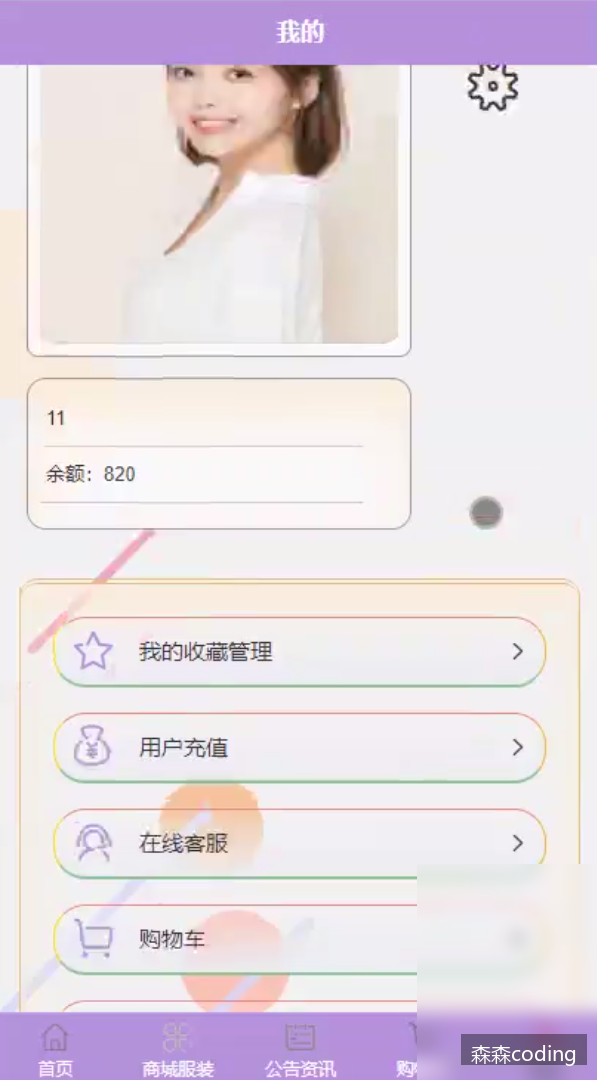 我的
11
余额：820
我的收藏管理
用户充值
在线客服
购物车
首页
商城服装
公告资讯
购
森森coding